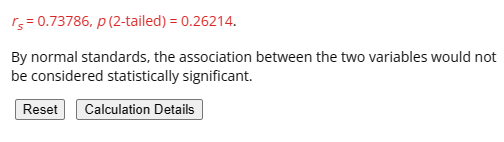 rs = 0.73786, p (2-tailed) = 0.26214.
By normal standards, the association between the two variables would not
be considered statistically significant.
Reset Calculation Details